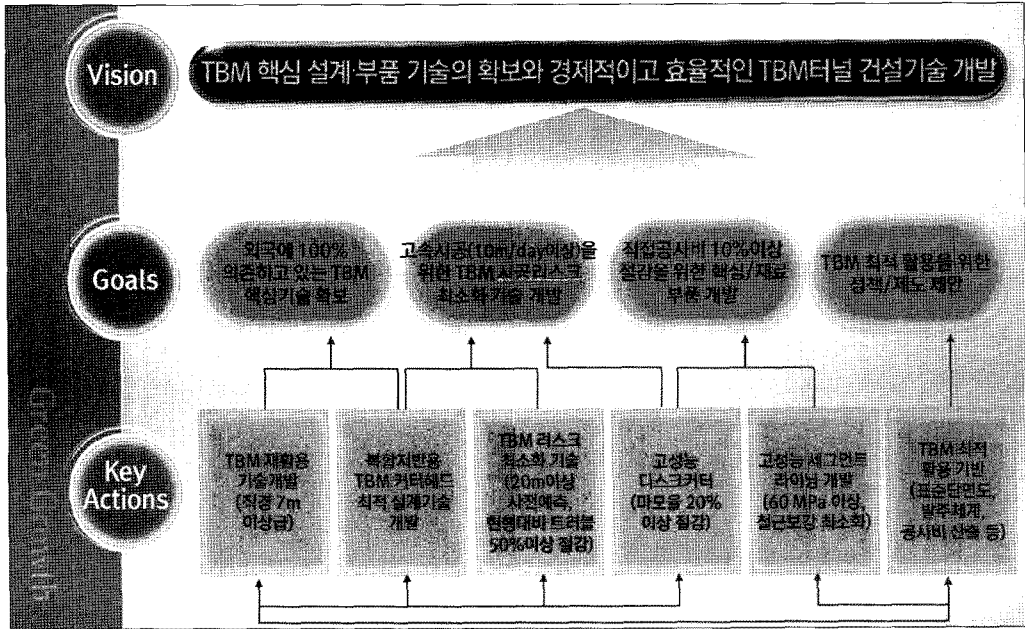 Vision
TBM 핵심 설계·부품 기술의 확보와 경제적이고 효율적인 TBM터널 건설기술 개발
Goals
외국에 100%
의존하고 있는 TBM
핵심기술 확보
고속시공(10m/day이상)을
위한 TBM 시공리스크
최소화 기술 개발
직접공사비 10%이상
절감을 위한 핵심/재료
부품 개발
TBM 최적 활용을 위한
정책/제도 제안
Key
Actions
TBM 재활용
기술개발
(직경 7m
이상급)
복합지반용
TBM 커터헤드
최적 설계기술
개발
TBM 리스크
최소화 기술
(20m이상
사전예측,
현행대비 트러블
50%이상 절감)
고성능
디스크커터
(마모율 20%
이상 절감)
고성능 세그먼트
라이닝 개발
(60 MPa 이상,
철근보강 최소화)
TBM 최적
활용 기반
(표준단면도,
발주체계,
공사비 산출 등)